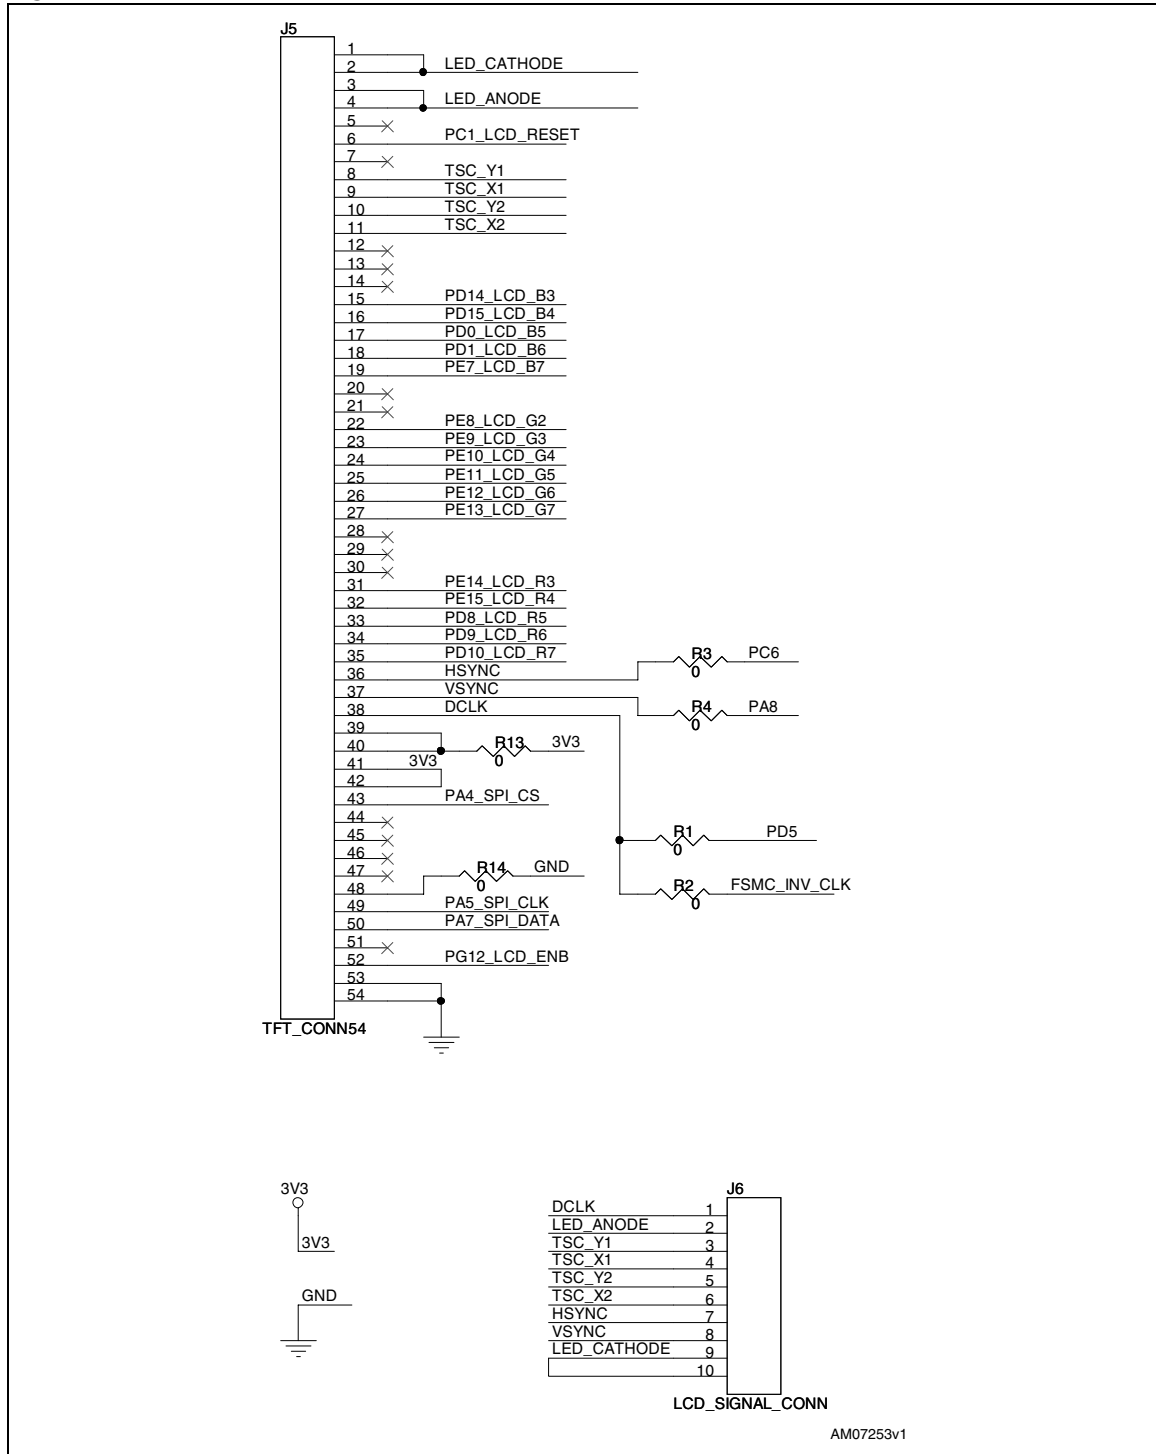 J5
1
2 LED_CATHODE
3
4 LED_ANODE
5
6 PC1_LCD_RESET
7
8 TSC_Y1
9 TSC_X1
10 TSC_Y2
11 TSC_X2
12
13
14
15 PD14_LCD_B3
16 PD15_LCD_B4
17 PD0_LCD_B5
18 PD1_LCD_B6
19 PE7_LCD_B7
20
21
22 PE8_LCD_G2
23 PE9_LCD_G3
24 PE10_LCD_G4
25 PE11_LCD_G5
26 PE12_LCD_G6
27 PE13_LCD_G7
28
29
30
31 PE14_LCD_R3
32 PE15_LCD_R4
33 PD8_LCD_R5
34 PD9_LCD_R6
35 PD10_LCD_R7 R3 PC6
36 HSYNC 0
37 VSYNC R4 PA8
38 DCLK 0
39
40 R13 3V3
41 3V3 0
42
43 PA4_SPI_CS
44
45 R1 PD5
46 0
47 R14 GND
48 0 R2 FSMC_INV_CLK
49 PA5_SPI_CLK 0
50 PA7_SPI_DATA
51
52 PG12_LCD_ENB
53
54
TFT_CONN54
3V3
3V3
GND
J6
DCLK 1
LED_ANODE 2
TSC_Y1 3
TSC_X1 4
TSC_Y2 5
TSC_X2 6
HSYNC 7
VSYNC 8
LED_CATHODE 9
10
LCD_SIGNAL_CONN
AM07253v1